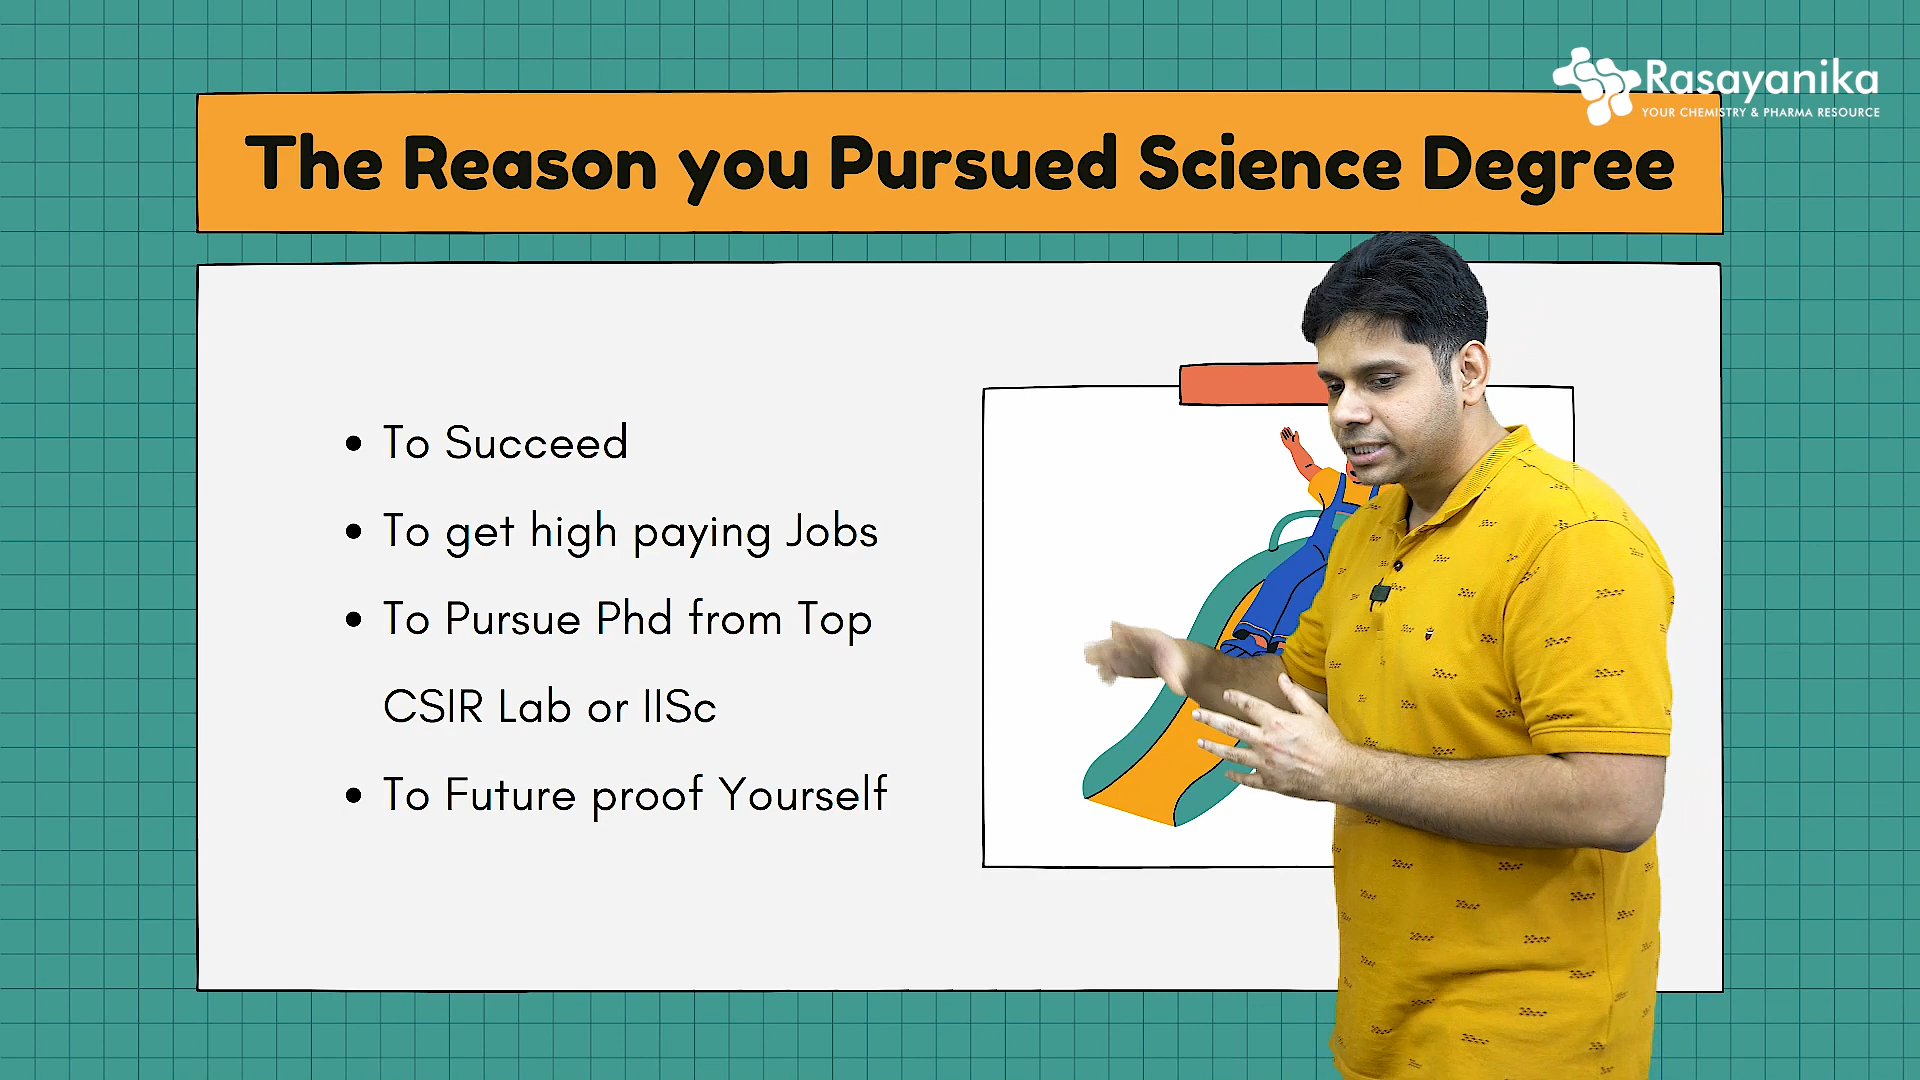 Rasayanika
YOUR CHEMISTRY & PHARMA RESOURCE
The Reason you Pursued Science Degree
• To Succeed
• To get high paying Jobs
• To Pursue Phd from Top
CSIR Lab or IISc
• To Future proof Yourself